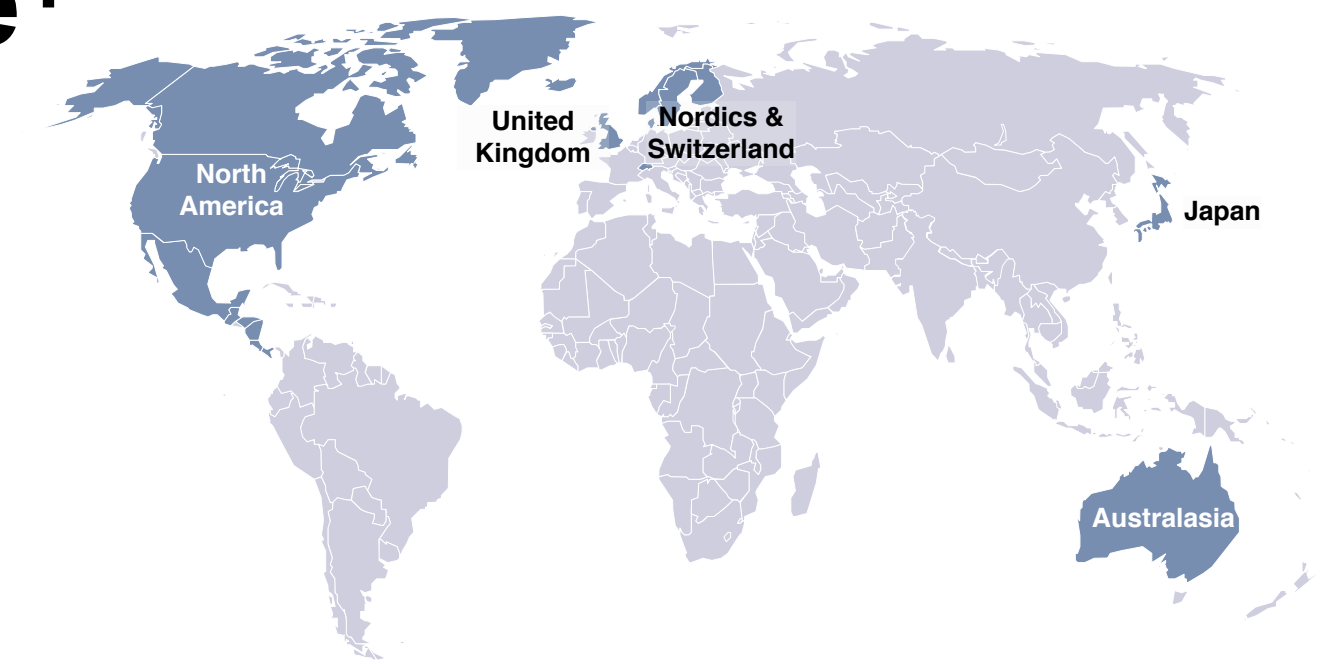 United
Kingdom
Nordics &
Switzerland
North
America
Japan
Australasia